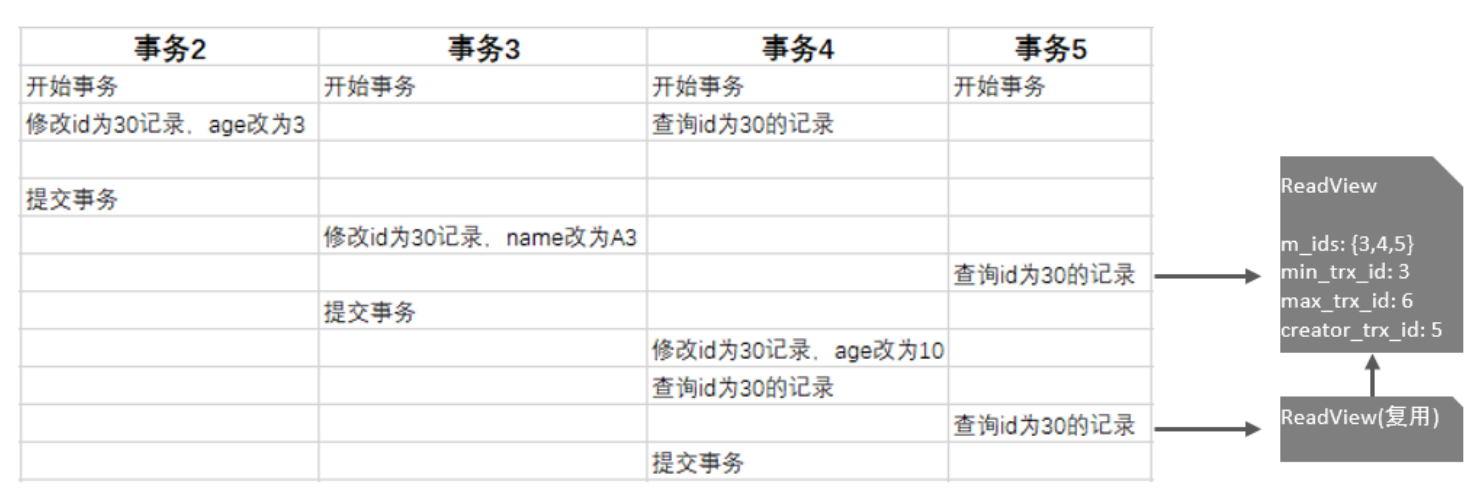 事务2 事务3 事务4 事务5
开始事务 开始事务 开始事务 开始事务
修改id为30记录，age改为3 查询id为30的记录
提交事务
修改id为30记录，name改为A3
查询id为30的记录
提交事务
修改id为30记录，age改为10
查询id为30的记录
查询id为30的记录
提交事务
ReadView
m_ids: {3,4,5}
min_trx_id: 3
max_trx_id: 6
creator_trx_id: 5
ReadView(复用)